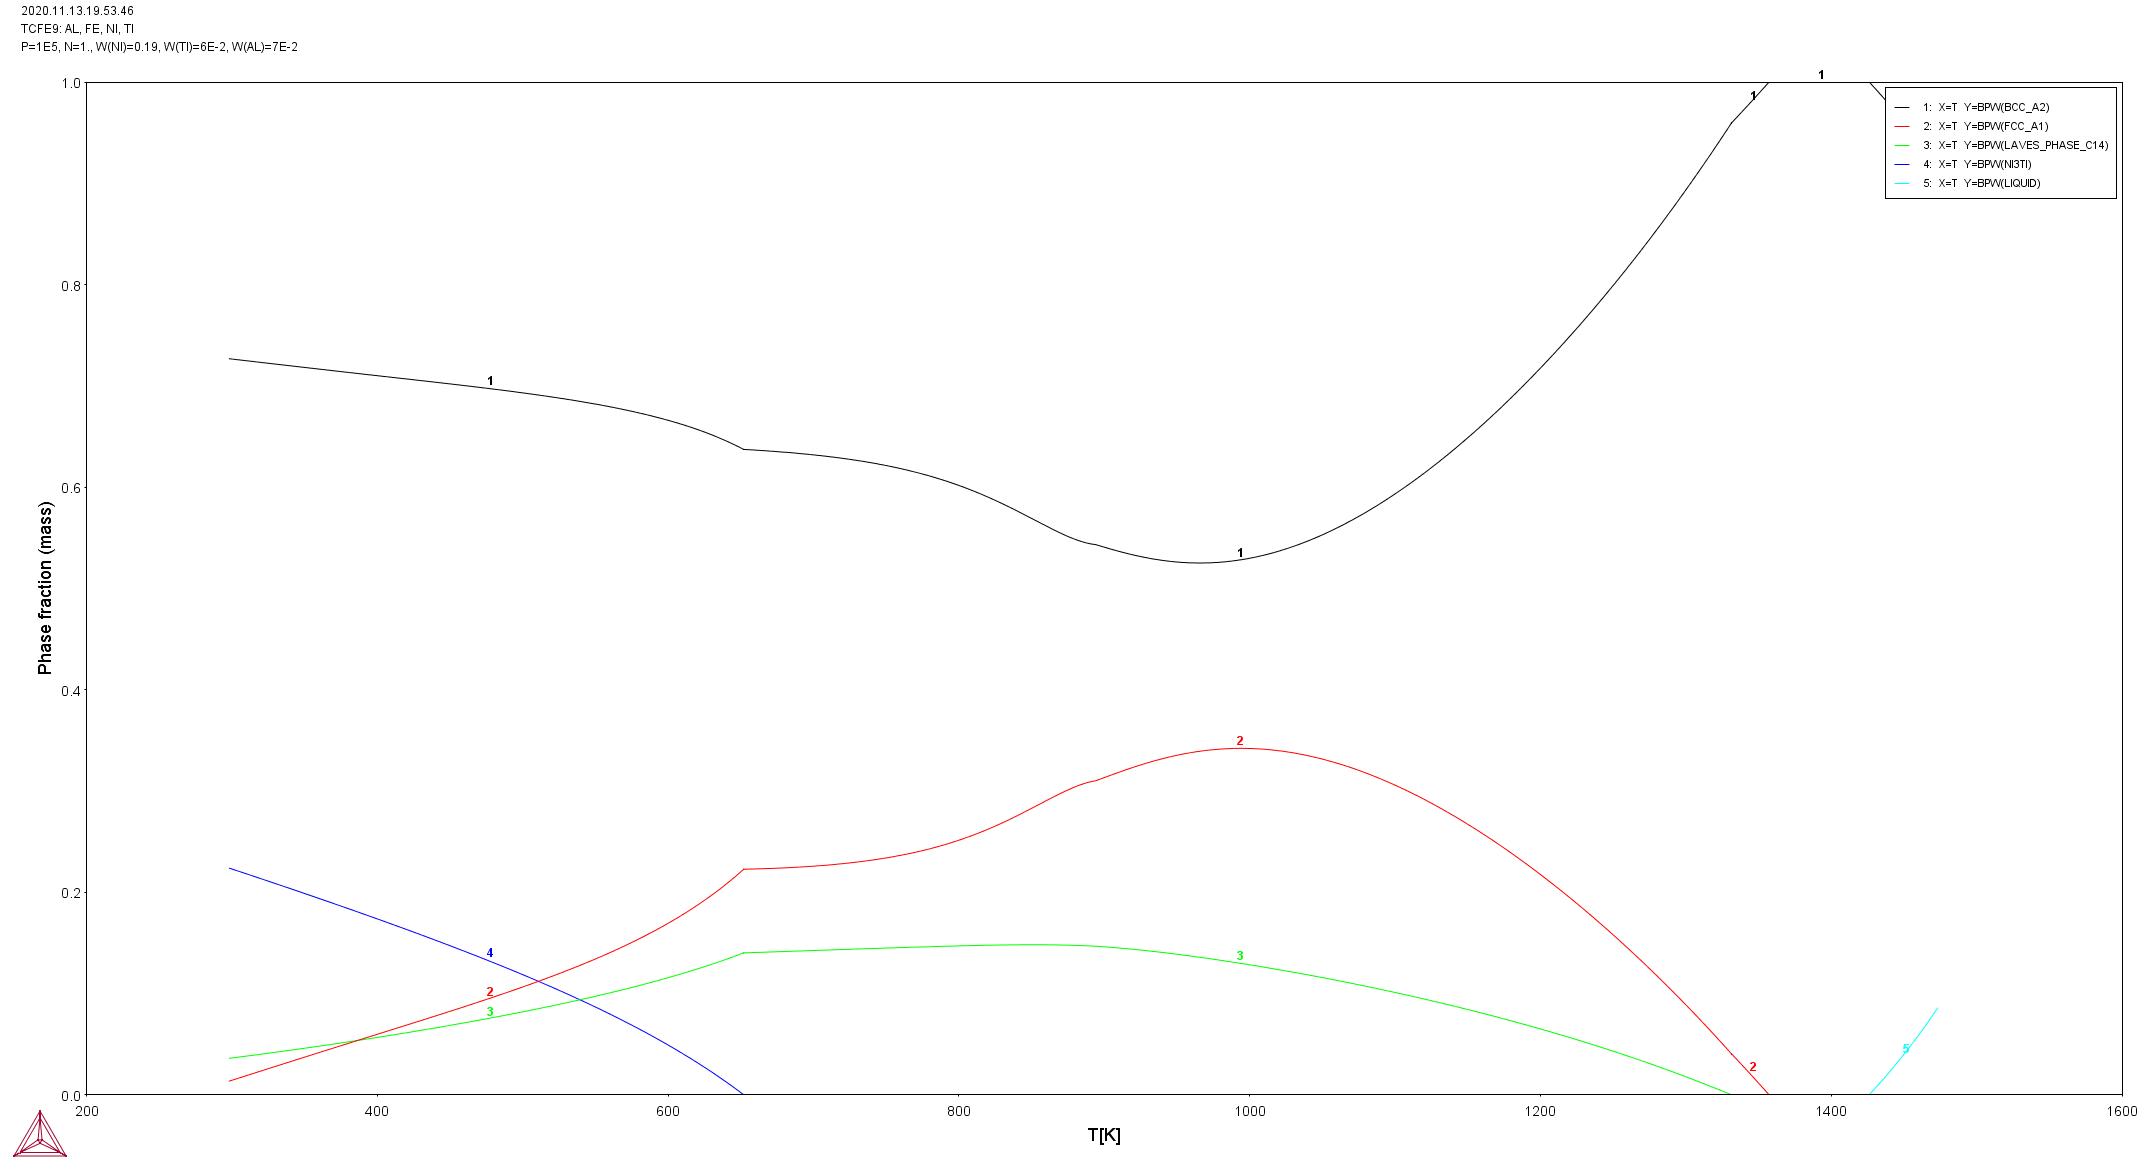 2020.11.13.19.53.46
TCFE9: AL, FE, NI, TI
P=1E5, N=1., W(NI)=0.19, W(TI)=6E-2, W(AL)=7E-2
1
1.0
1
1: X=T Y=BPW(BCC_A2)
2: X=T Y=BPW(FCC_A1)
3: X=T Y=BPW(LAVES_PHASE_C14)
4: X=T Y=BPW(NI3TI)
5: X=T Y=BPW(LIQUID)
0.8
1
0.6
1
Phase fraction (mass)
0.4
2
0.2
4
3
2
3
5
2
0.0
200 400 600 800 1000 1200 1400 1600
T[K]